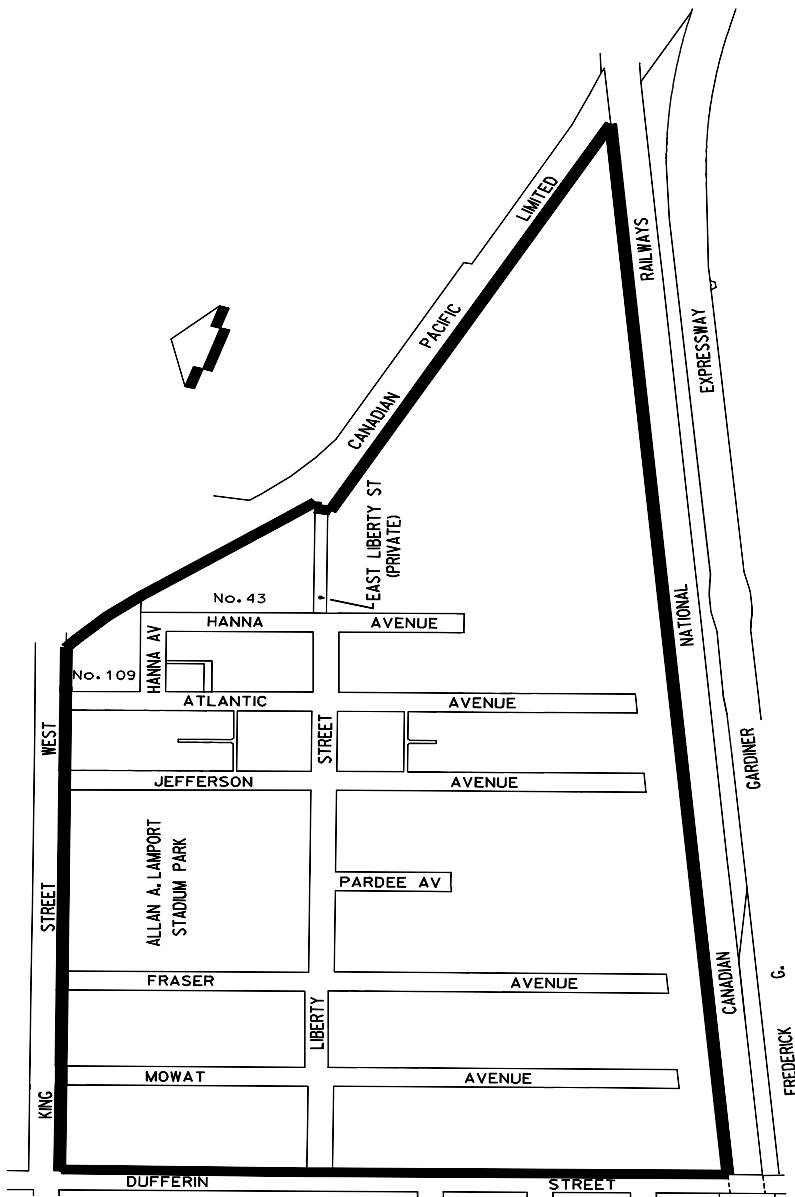 LIMITED
PACIFIC
CANADIAN
RAILWAYS
EXPRESSWAY
EAST LIBERTY ST
(PRIVATE)
No. 43
HANNA AVENUE
HANNA AV
No. 109
NATIONAL
ATLANTIC AVENUE
WEST
STREET
GARDINER
JEFFERSON AVENUE
ALLAN A. LAMPORT
STADIUM PARK
PARDEE AV
STREET
CANADIAN
G.
FRASER AVENUE
LIBERTY
FREDERICK
MOWAT AVENUE
KING
DUFFERIN STREET